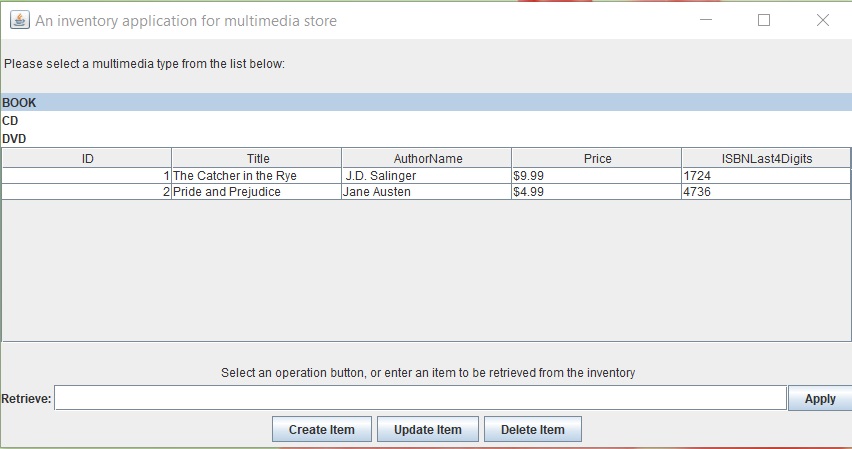 An inventory application for multimedia store
Please select a multimedia type from the list below:
BOOK
CD
DVD
ID Title AuthorName Price ISBNLast4Digits
1 The Catcher in the Rye J.D. Salinger $9.99 1724
2 Pride and Prejudice Jane Austen $4.99 4736
Select an operation button, or enter an item to be retrieved from the inventory
Retrieve: Apply
Create Item Update Item Delete Item